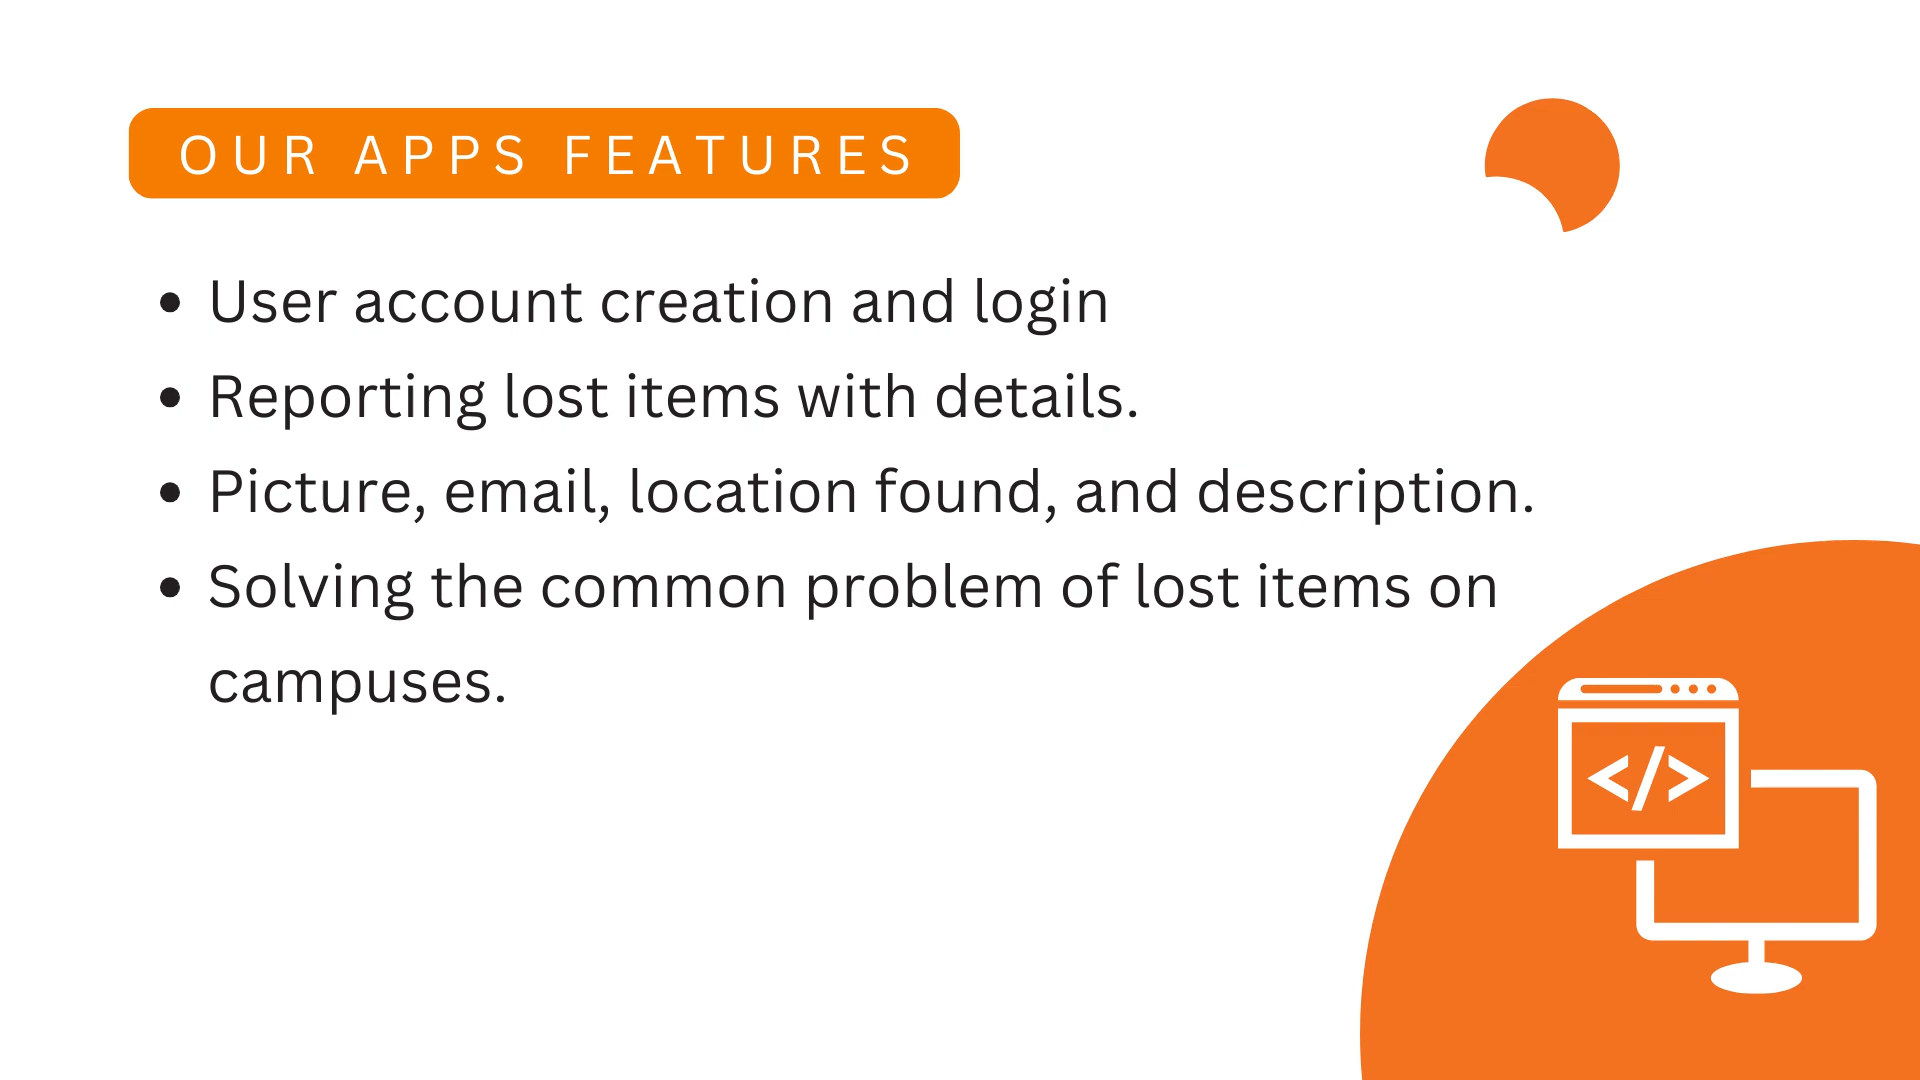 OUR APPS FEATURES
• User account creation and login
• Reporting lost items with details.
• Picture, email, location found, and description.
• Solving the common problem of lost items on
campuses.
</>